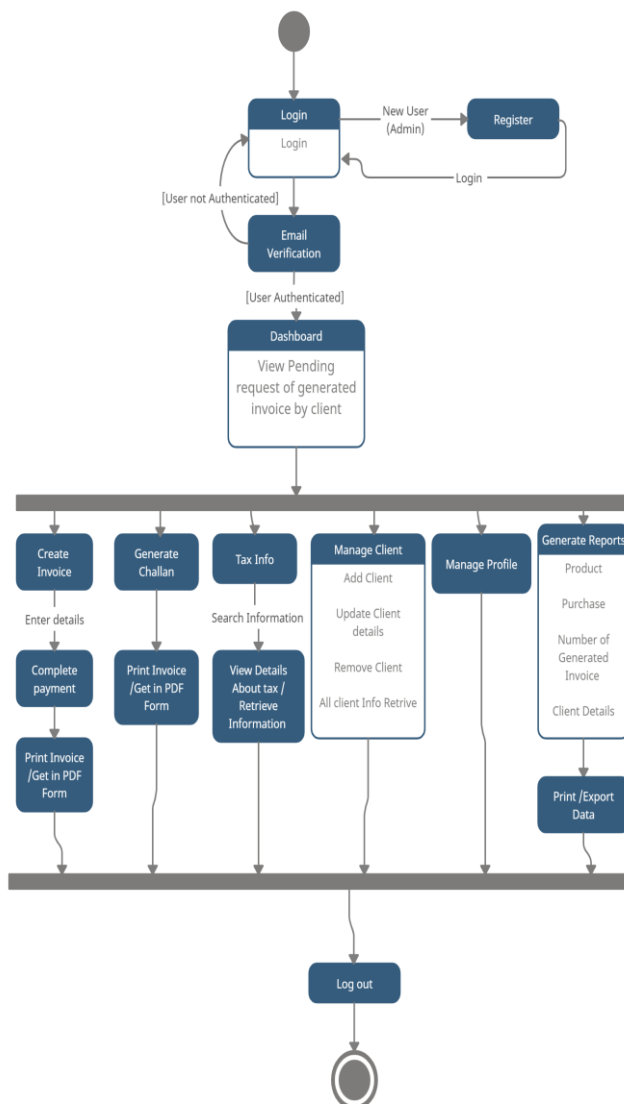 Login
New User
(Admin)
Register
Login
Login
[User not Authenticated]
Email
Verification
[User Authenticated]
Dashboard
View Pending
request of generated
invoice by client
Create
Invoice
Generate
Challan
Tax Info
Manage Client
Manage Profile
Generate Reports
Add Client
Update Client
details
Remove Client
All client Info Retrive
Product
Purchase
Number of
Generated
Invoice
Client Details
Enter details
Search Information
Complete
payment
Print Invoice
/Get in PDF
Form
View Details
About tax /
Retrieve
Information
Print Invoice
/Get in PDF
Form
Print /Export
Data
Log out